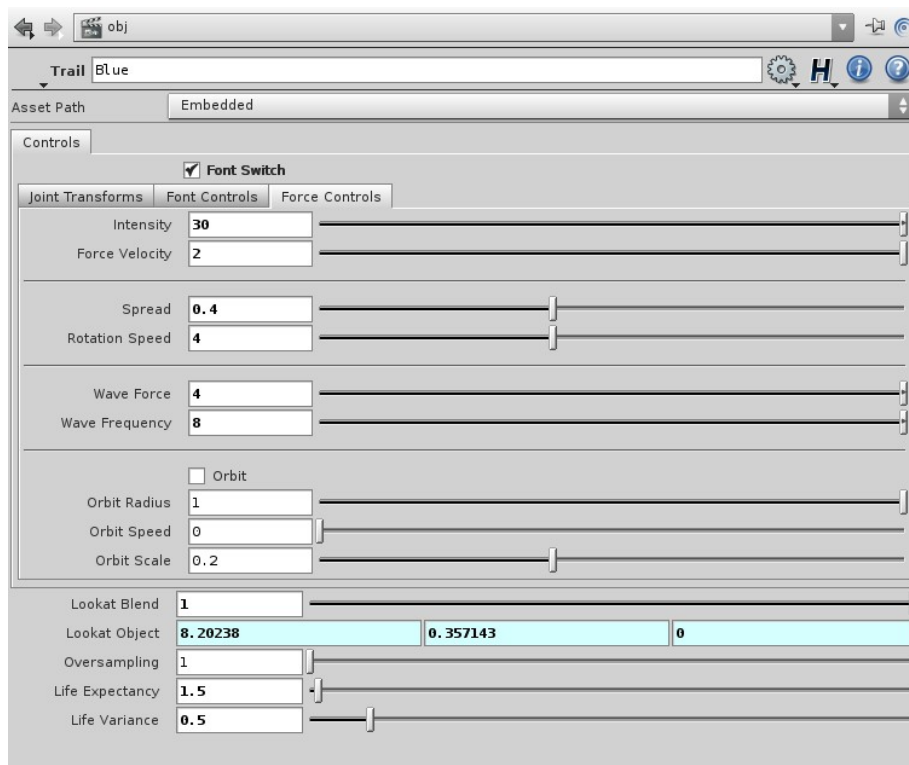 obj
Trail Blue
Asset Path Embedded
Controls
Font Switch
Joint Transforms Font Controls Force Controls
Intensity 30
Force Velocity 2
Spread 0.4
Rotation Speed 4
Wave Force 4
Wave Frequency 8
Orbit
Orbit Radius 1
Orbit Speed 0
Orbit Scale 0.2
Lookat Blend 1
Lookat Object 8.20238 0.357143 0
Oversampling 1
Life Expectancy 1.5
Life Variance 0.5